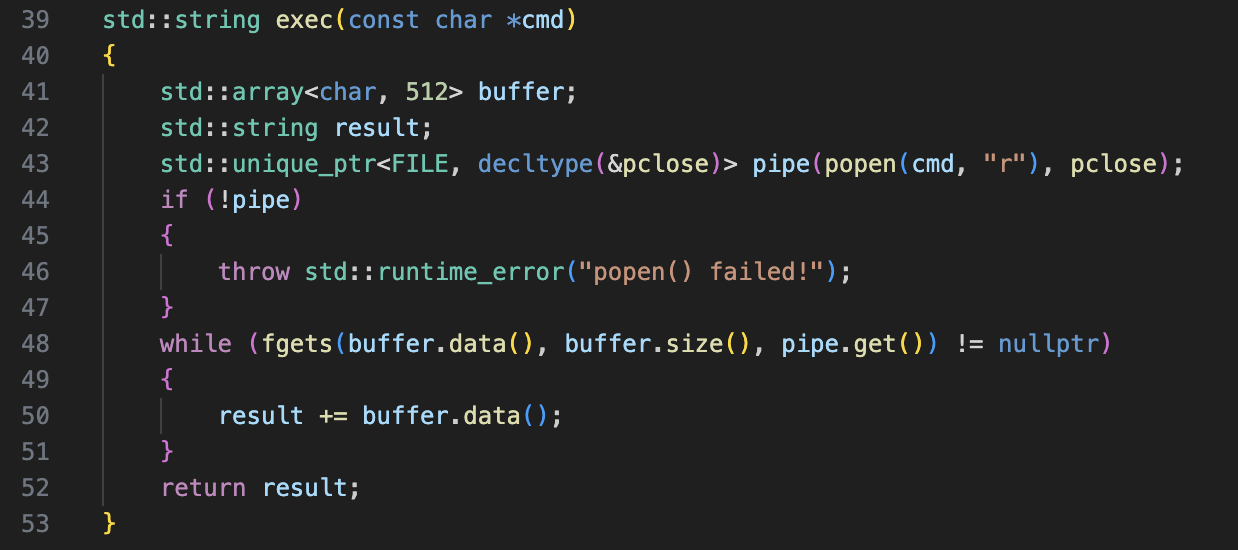 39 std::string exec(const char *cmd)
40 {
41     std::array<char, 512> buffer;
42     std::string result;
43     std::unique_ptr<FILE, decltype(&pclose)> pipe(popen(cmd, "r"), pclose);
44     if (!pipe)
45     {
46         throw std::runtime_error("popen() failed!");
47     }
48     while (fgets(buffer.data(), buffer.size(), pipe.get()) != nullptr)
49     {
50         result += buffer.data();
51     }
52     return result;
53 }